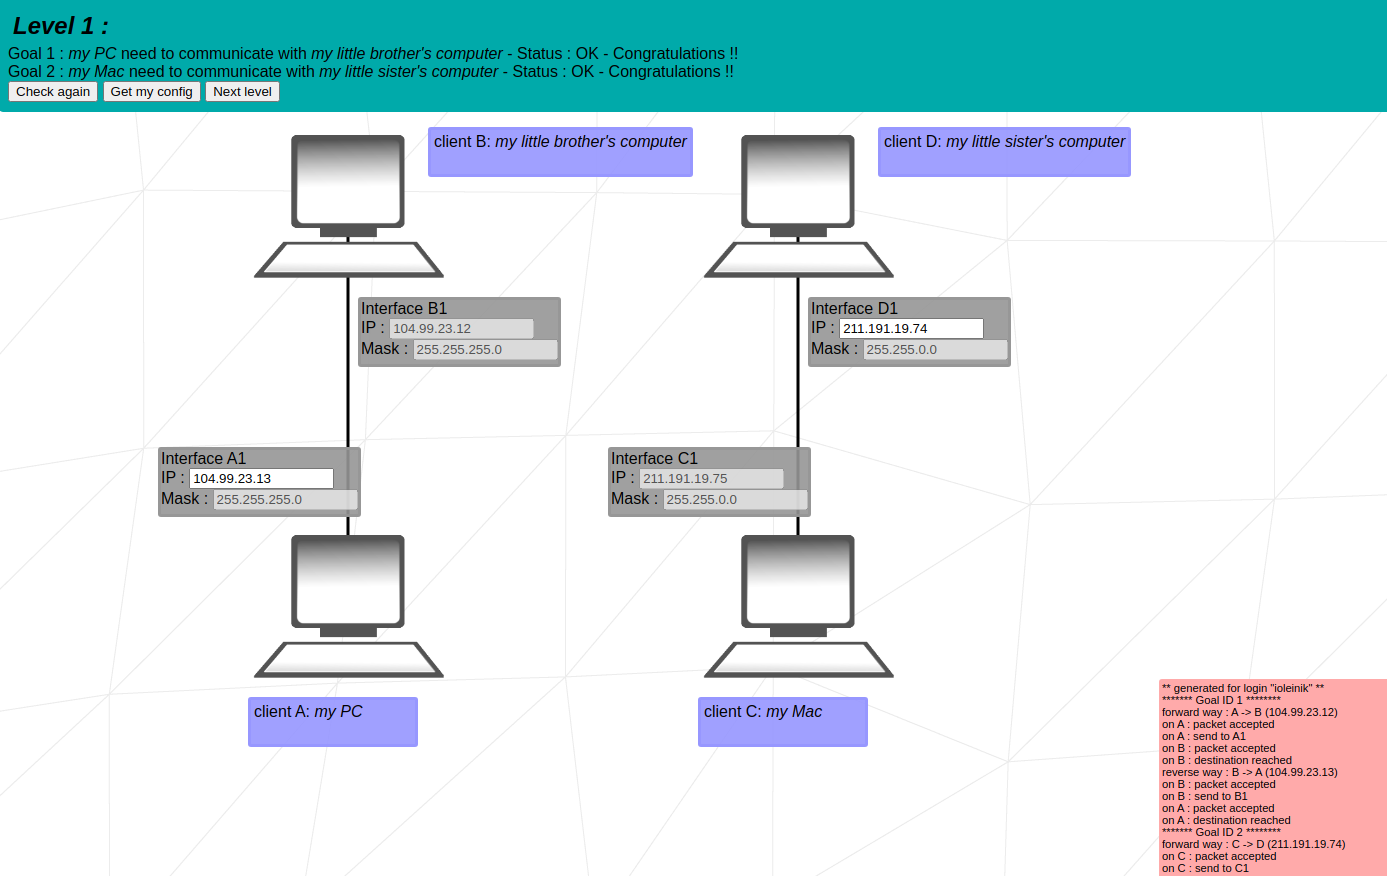 Level 1 :
Goal 1 : my PC need to communicate with my little brother's computer - Status : OK - Congratulations !!
Goal 2 : my Mac need to communicate with my little sister's computer - Status : OK - Congratulations !!
Check again Get my config Next level
client B: my little brother's computer
client D: my little sister's computer
Interface B1
IP : 104.99.23.12
Mask : 255.255.255.0
Interface D1
IP : 211.191.19.74
Mask : 255.255.0.0
Interface A1
IP : 104.99.23.13
Mask : 255.255.255.0
Interface C1
IP : 211.191.19.75
Mask : 255.255.0.0
client A: my PC
client C: my Mac
** generated for login "ioleinik" **
******* Goal ID 1 ********
forward way : A -> B (104.99.23.12)
on A : packet accepted
on A : send to A1
on B : packet accepted
on B : destination reached
reverse way : B -> A (104.99.23.13)
on B : packet accepted
on B : send to B1
on A : packet accepted
on A : destination reached
******* Goal ID 2 ********
forward way : C -> D (211.191.19.74)
on C : packet accepted
on C : send to C1